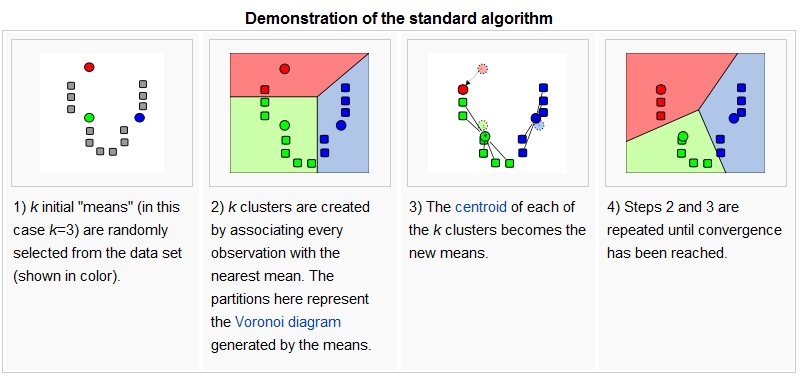 Demonstration of the standard algorithm
1) k initial "means" (in this
case k=3) are randomly
selected from the data set
(shown in color).
2) k clusters are created
by associating every
observation with the
nearest mean. The
partitions here represent
the Voronoi diagram
generated by the means.
3) The centroid of each of
the k clusters becomes the
new means.
4) Steps 2 and 3 are
repeated until convergence
has been reached.